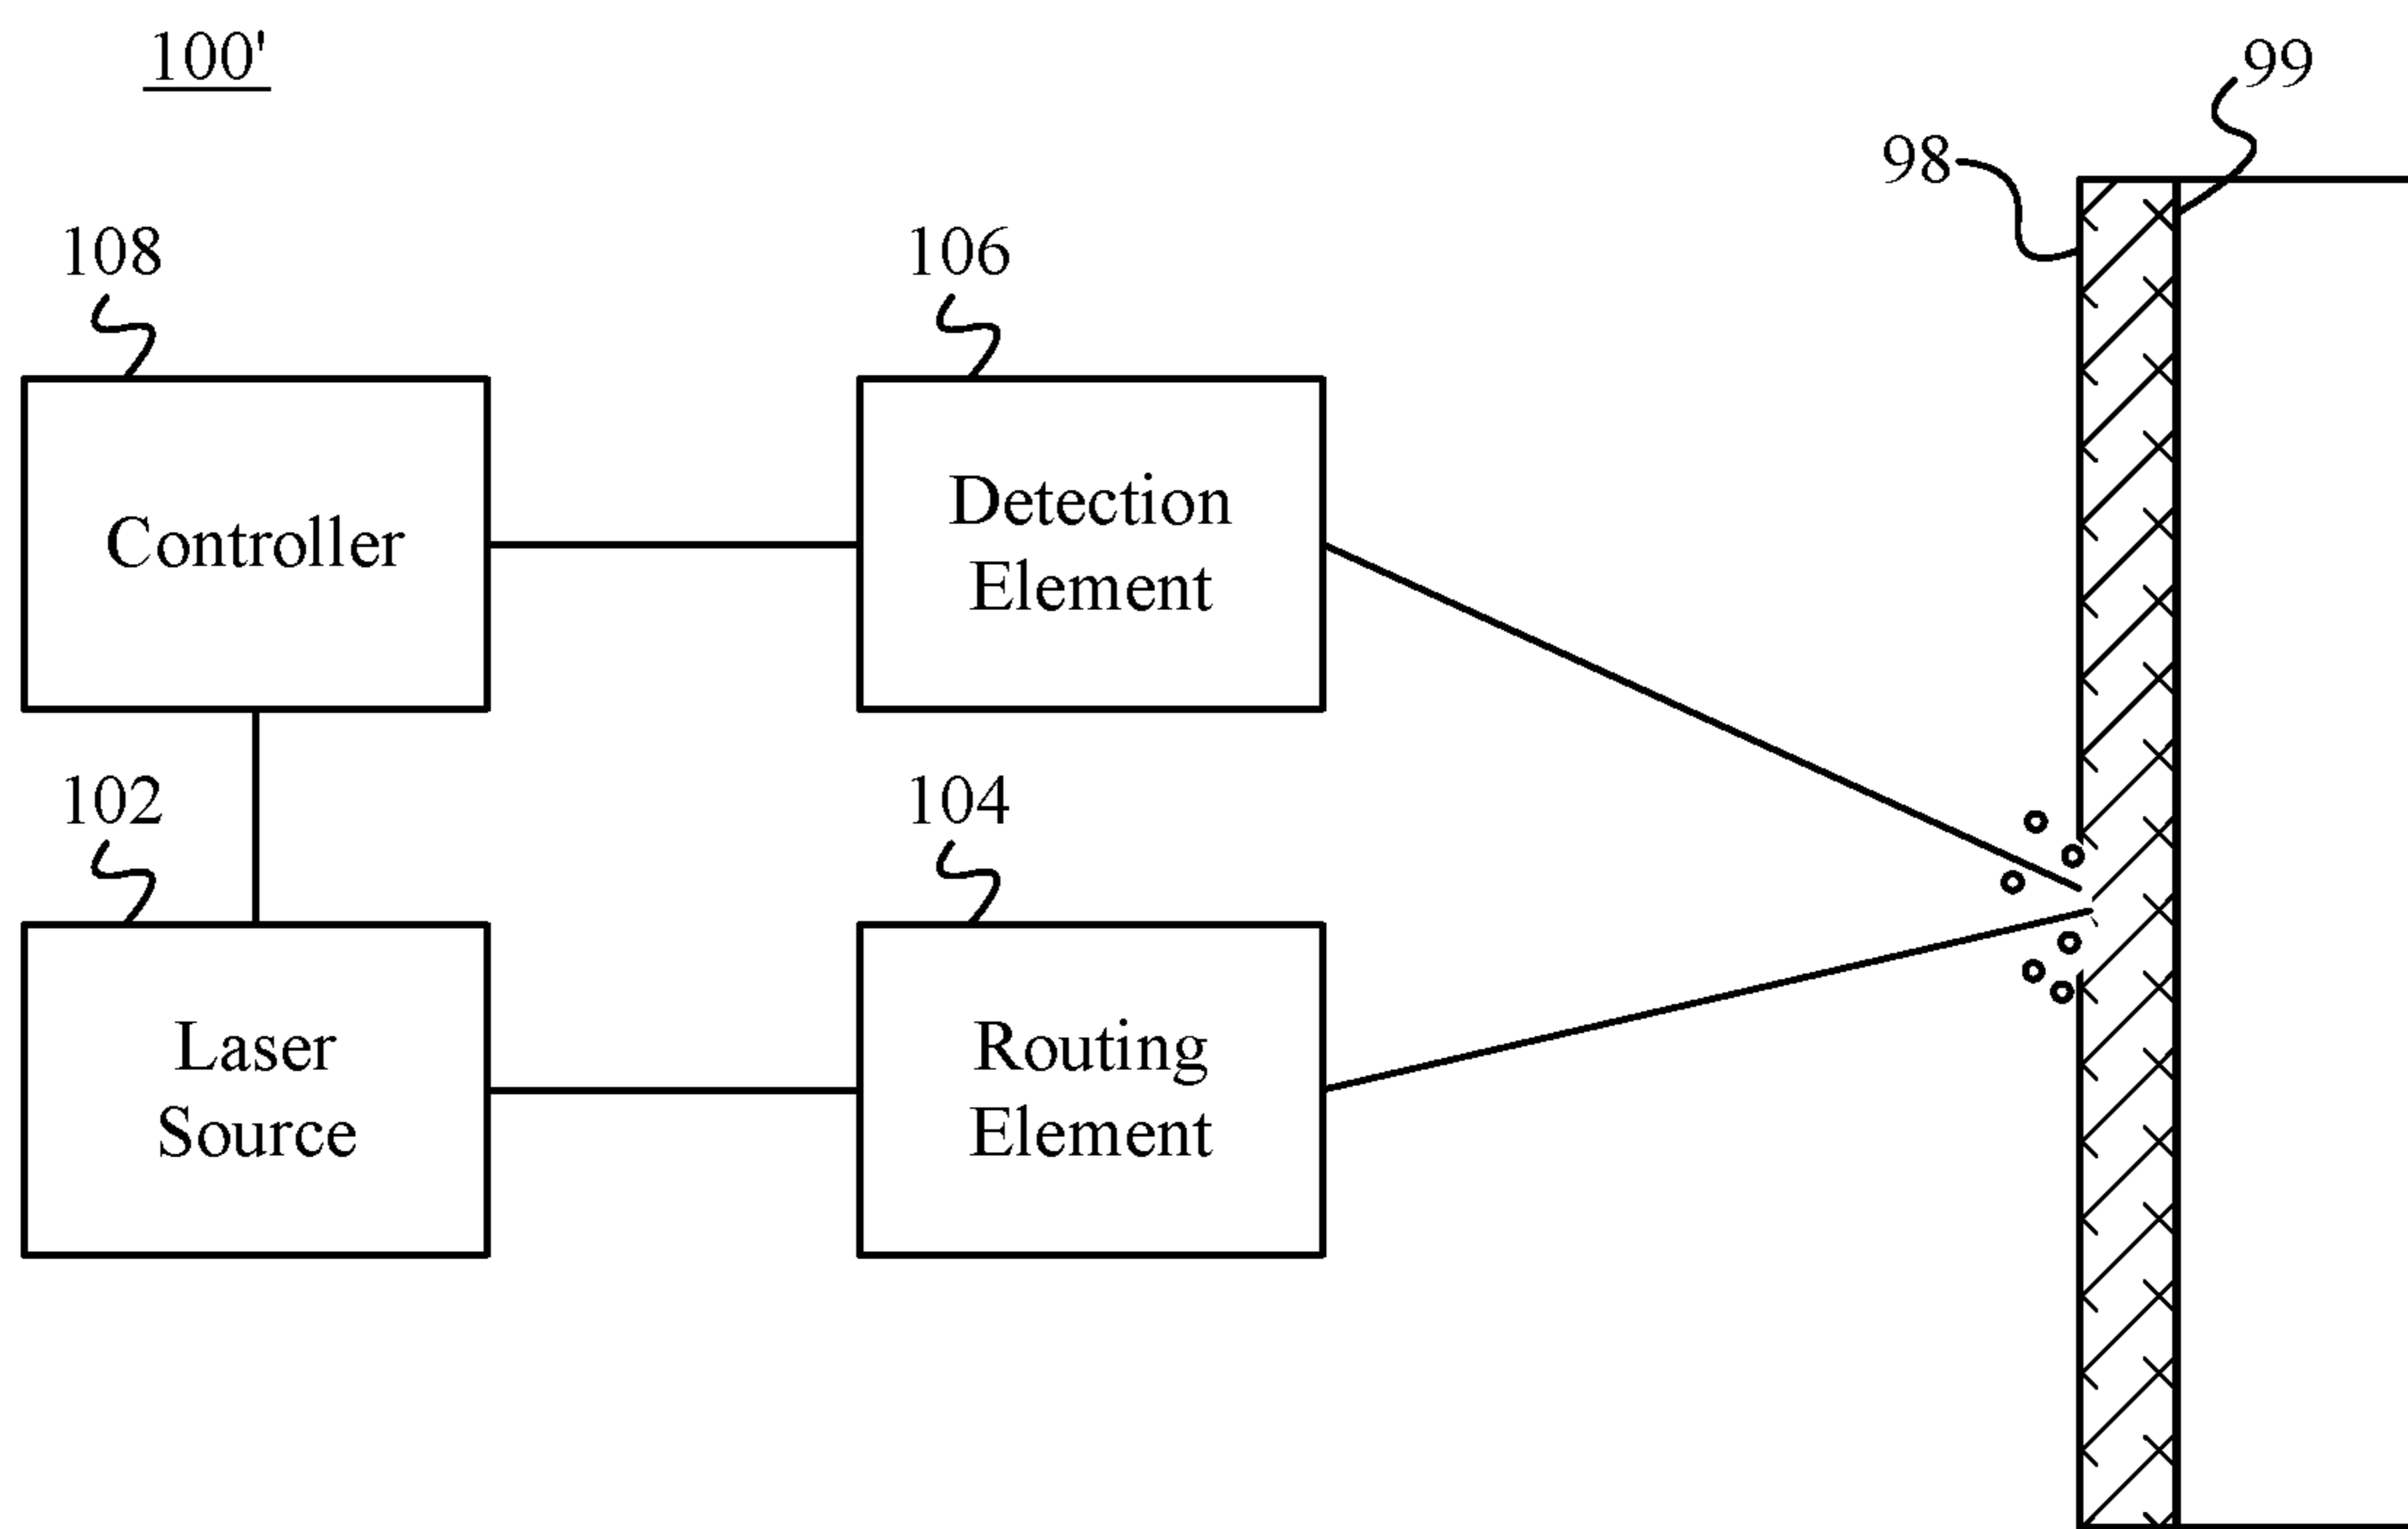 100'
99
98
108
106
Controller
Detection
Element
102
104
Laser
Source
Routing
Element